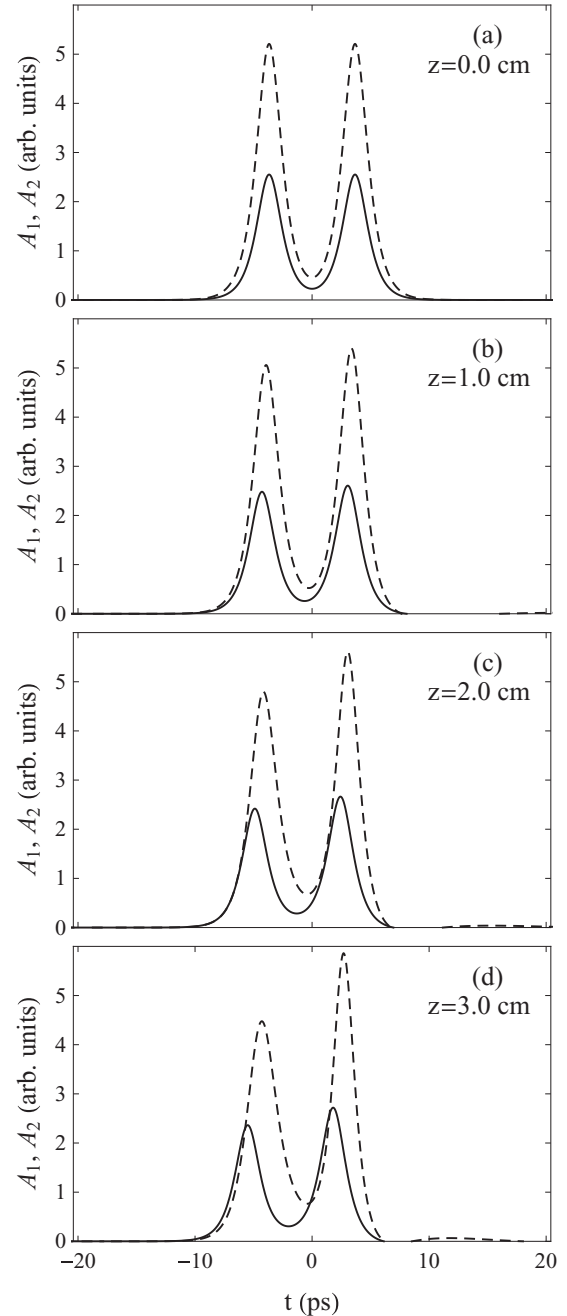 (a)
z=0.0 cm
A1, A2 (arb. units)
5
4
3
2
1
0
(b)
z=1.0 cm
A1, A2 (arb. units)
5
4
3
2
1
0
(c)
z=2.0 cm
A1, A2 (arb. units)
5
4
3
2
1
0
(d)
z=3.0 cm
A1, A2 (arb. units)
5
4
3
2
1
0
−20 −10 0 10 20
t (ps)